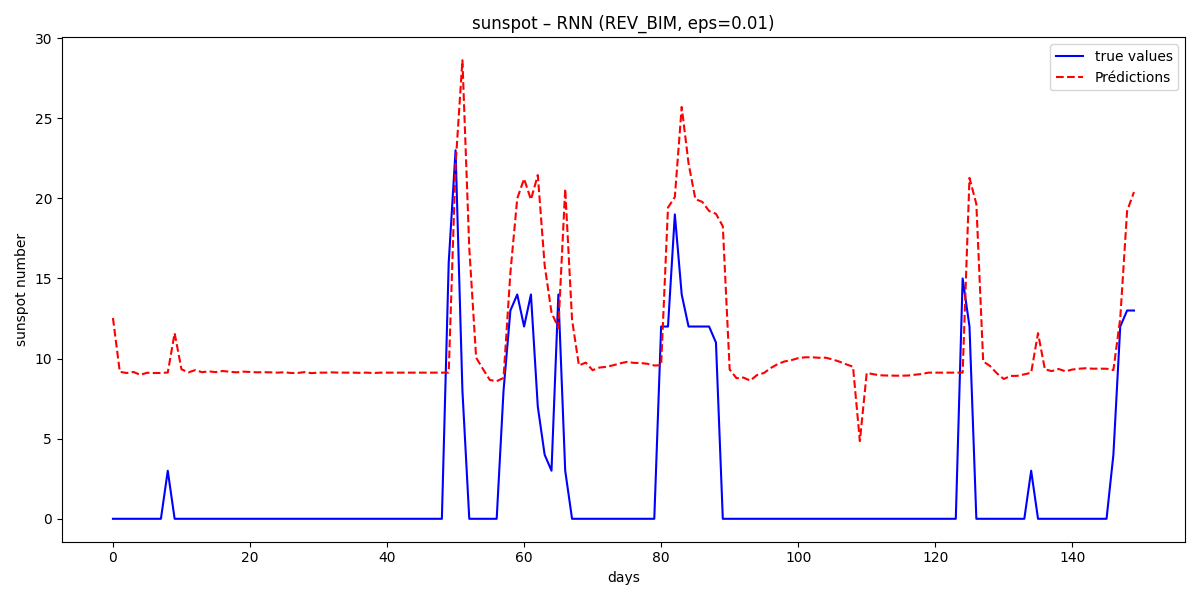 sunspot – RNN (REV_BIM, eps=0.01)
true values
Prédictions
sunspot number
30
25
20
15
10
5
0
0 20 40 60 80 100 120 140
days